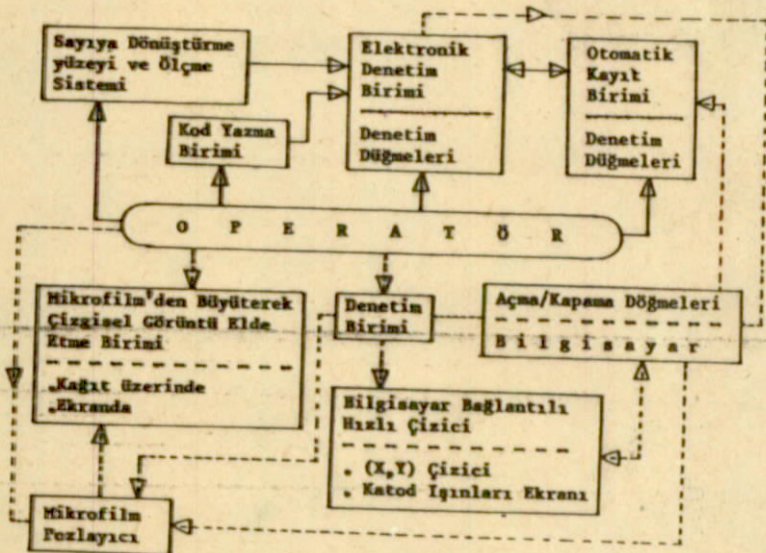 Sayıya Dönüştürme
yüzeyi ve Ölçme
Sistemi
Elektronik
Denetim
Birimi
Denetim
Düğmeleri
Otomatik
Kayıt
Birimi
Denetim
Düğmeleri
Kod Yazma
Birimi
O P E R A T Ö R
Mikrofilm'den Büyüterek
Çizgisel Görüntü Elde
Etme Birimi
.Kağıt üzerinde
.Ekranda
Denetim
Birimi
Açma/Kapama Döğmeleri
B i l g i s a y a r
Bilgisayar Bağlantılı
Hızlı Çizici
. (X,Y) Çizici
. Katod Işınları Ekranı
Mikrofilm
Pozlayıcı